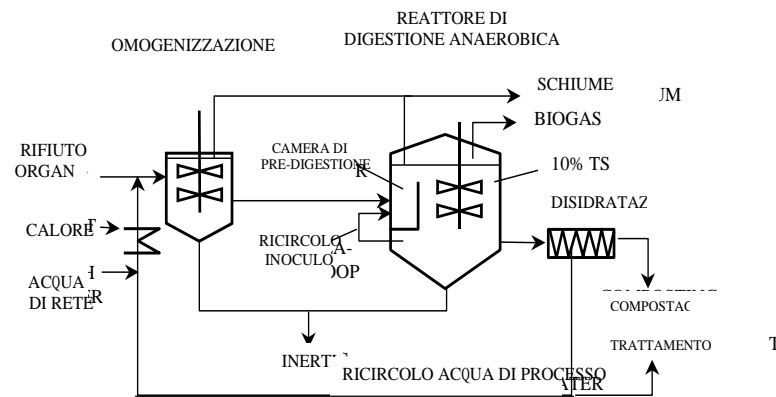 REATTORE DI
DIGESTIONE ANAEROBICA
OMOGENIZZAZIONE
SCHIUME
BIOGAS
RIFIUTO
ORGAN
CAMERA DI
PRE-DIGESTIONE
10% TS
DISIDRATAZ
CALORE
RICIRCOLO
INOCULO
ACQUA
DI RETE
COMPOSTAG
TRATTAMENTO
INERTI
RICIRCOLO ACQUA DI PROCESSO